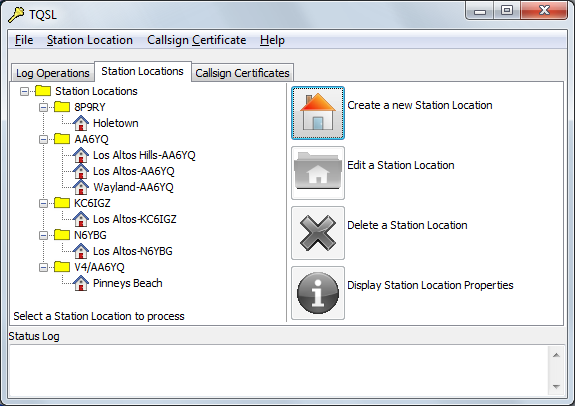 TQSL
File Station Location Callsign Certificate Help
Log Operations Station Locations Callsign Certificates
Station Locations
8P9RY
Holetown
AA6YQ
Los Altos Hills-AA6YQ
Los Altos-AA6YQ
Wayland-AA6YQ
KC6IGZ
Los Altos-KC6IGZ
N6YBG
Los Altos-N6YBG
V4/AA6YQ
Pinneys Beach
Select a Station Location to process
Create a new Station Location
Edit a Station Location
Delete a Station Location
Display Station Location Properties
Status Log